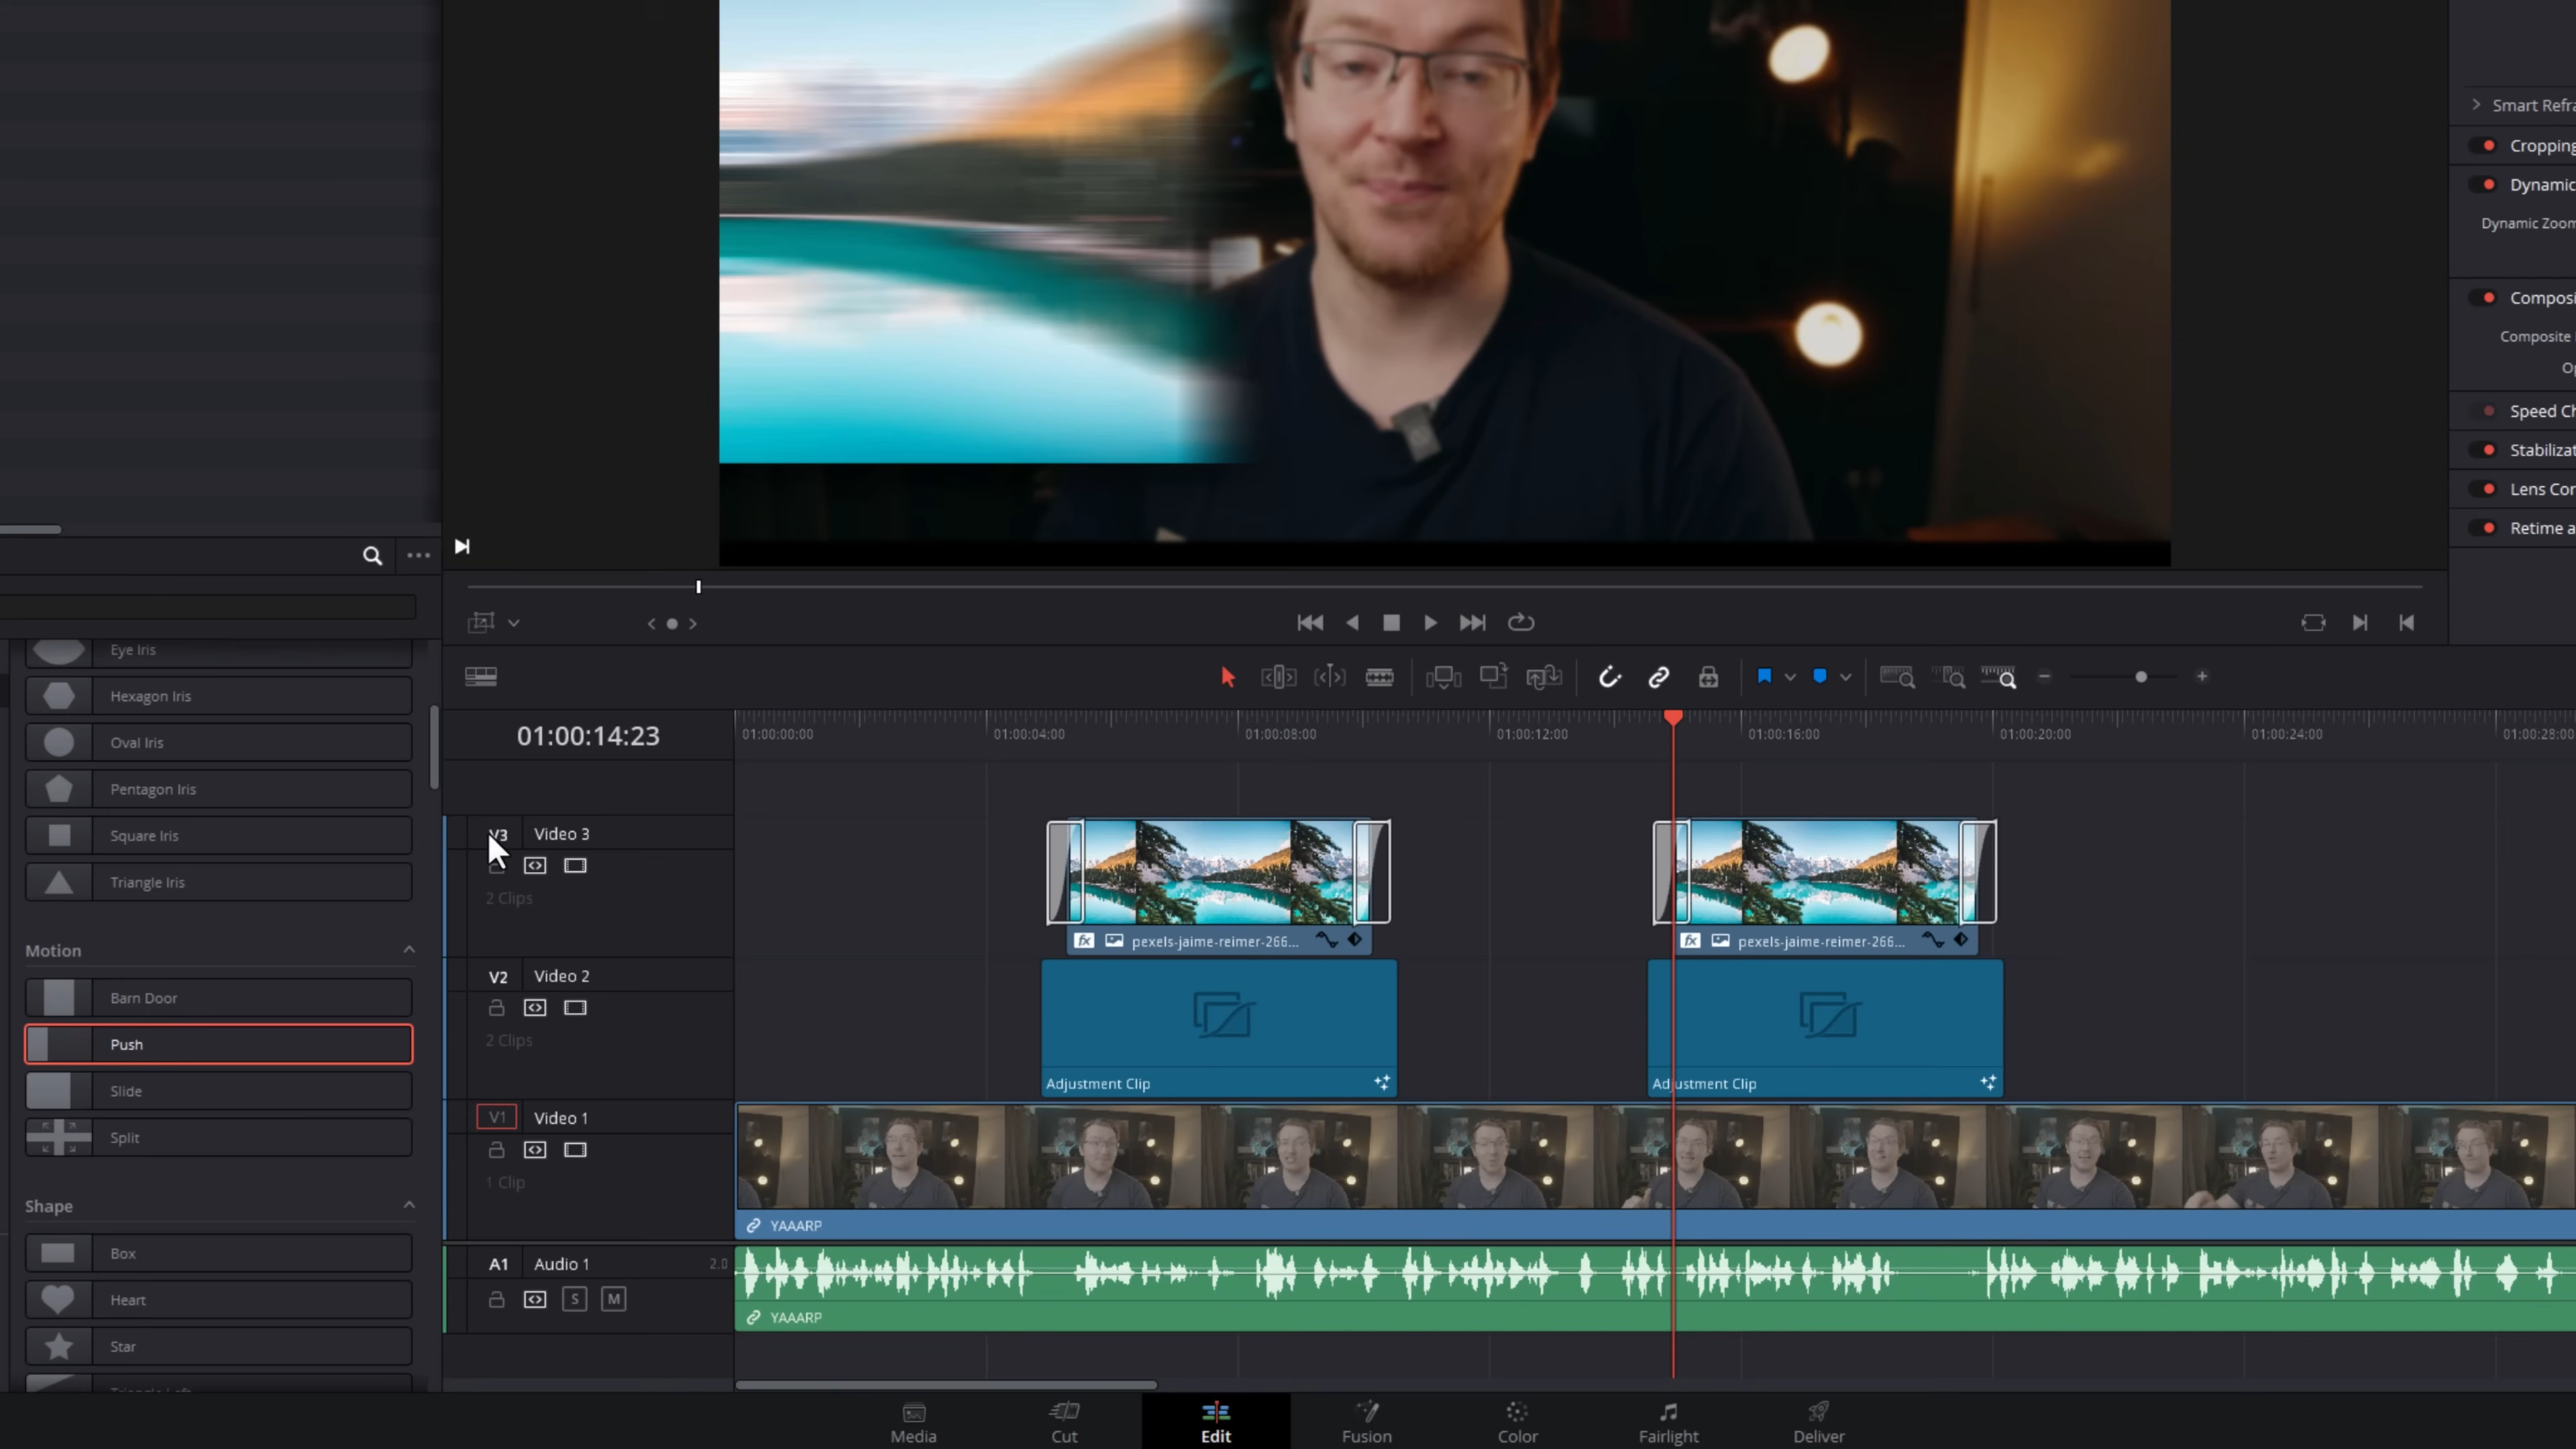 Smart Refra
Cropping
Dynamic
Dynamic Zoom
Composi
Composite
Op
Speed Ch
Stabilizat
Lens Cor
Retime a
Eye Iris
Hexagon Iris
Oval Iris
Pentagon Iris
Square Iris
Triangle Iris
Motion
Barn Door
Push
Slide
Split
Shape
Box
Heart
Star
01:00:14:23
01:00:00:00
01:00:04:00
01:00:08:00
01:00:12:00
01:00:16:00
01:00:20:00
01:00:24:00
01:00:28:00
V3 Video 3
2 Clips
fx pexels-jaime-reimer-266...
fx pexels-jaime-reimer-266...
V2 Video 2
2 Clips
Adjustment Clip
Adjustment Clip
V1 Video 1
1 Clip
YAAARP
A1 Audio 1 2.0
S M
YAAARP
Media
Cut
Edit
Fusion
Color
Fairlight
Deliver